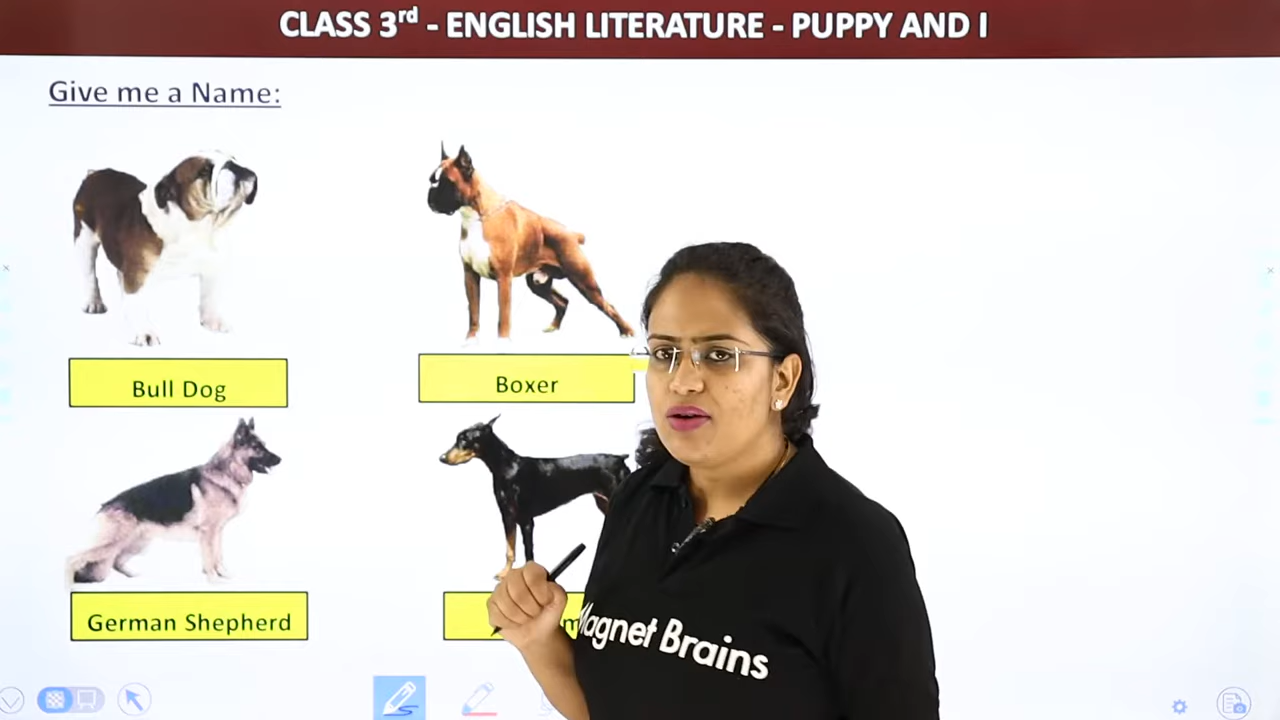 CLASS 3rd - ENGLISH LITERATURE - PUPPY AND I
Give me a Name:
Bull Dog
Boxer
German Shepherd
Magnet Brains